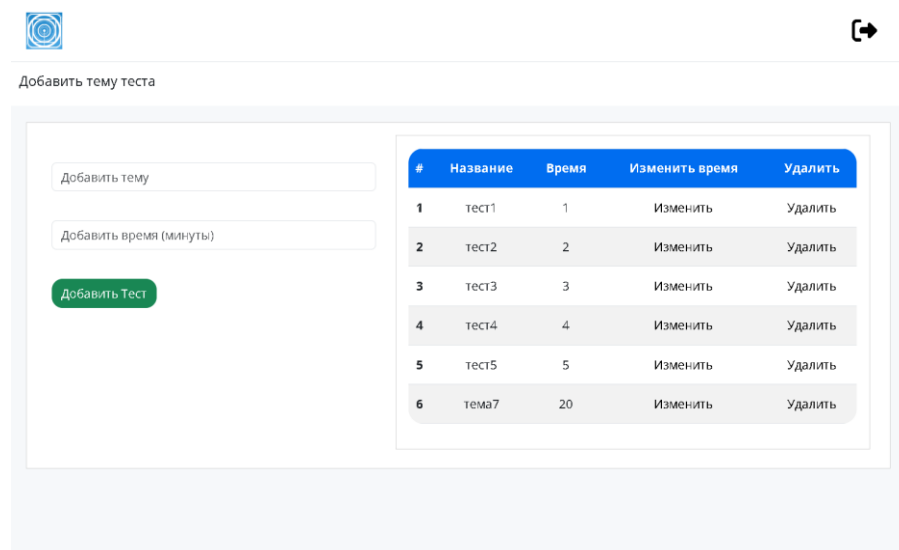 Добавить тему теста
Добавить тему
Добавить время (минуты)
Добавить Тест
# Название Время Изменить время Удалить
1 тест1 1 Изменить Удалить
2 тест2 2 Изменить Удалить
3 тест3 3 Изменить Удалить
4 тест4 4 Изменить Удалить
5 тест5 5 Изменить Удалить
6 тема7 20 Изменить Удалить